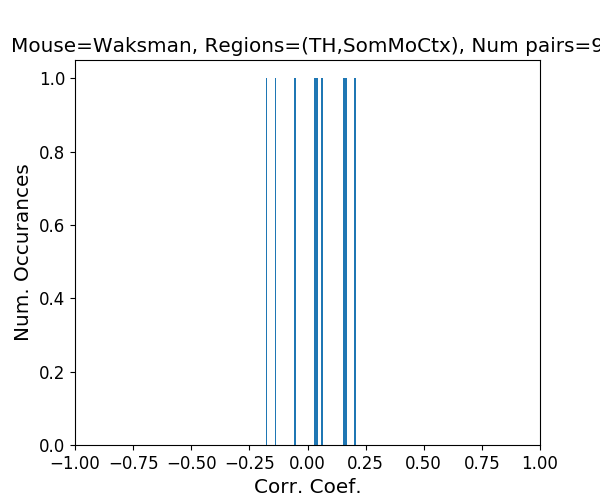 Mouse=Waksman, Regions=(TH,SomMoCtx), Num pairs=9
1.0
0.8
0.6
0.4
0.2
0.0
Num. Occurances
−1.00 −0.75 −0.50 −0.25 0.00 0.25 0.50 0.75 1.00
Corr. Coef.